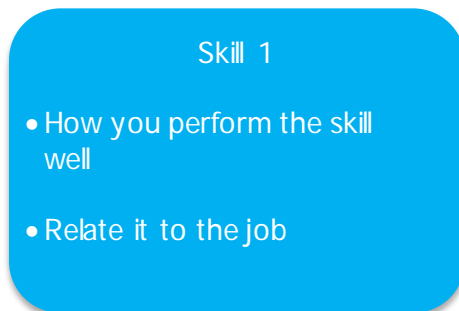 Skill 1
• How you perform the skill
well
• Relate it to the job